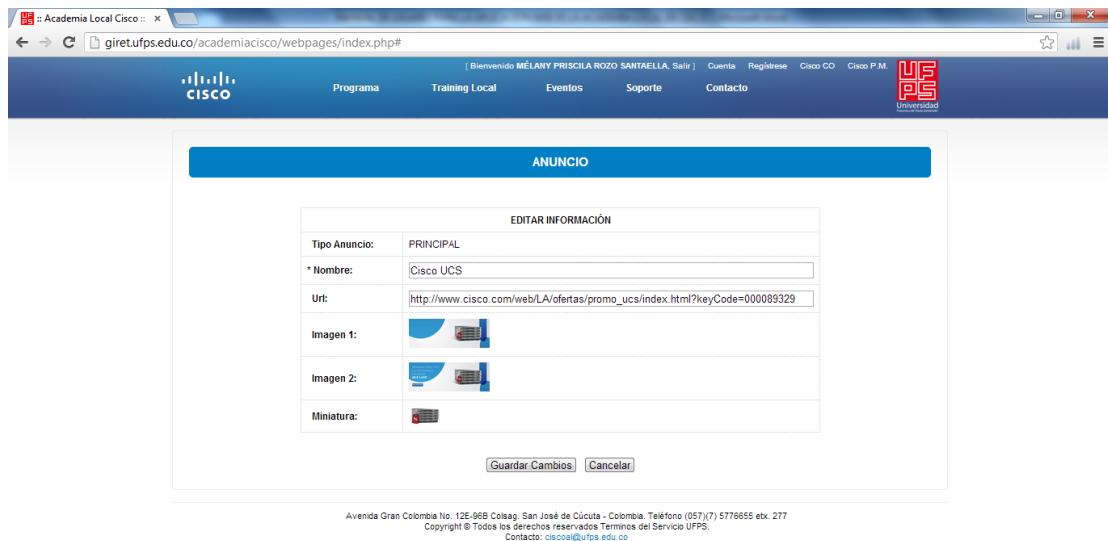 :: Academia Local Cisco ::
giret.ufps.edu.co/academiacisco/webpages/index.php#
[ Bienvenido MÉLANY PRISCILA ROZO SANTAELLA, Salir ] Cuenta Regístrese Cisco CO Cisco P.M.
CISCO
Programa Training Local Eventos Soporte Contacto
UFPS
Universidad
ANUNCIO
EDITAR INFORMACIÓN
Tipo Anuncio: PRINCIPAL
* Nombre: Cisco UCS
Url: http://www.cisco.com/web/LA/ofertas/promo_ucs/index.html?keyCode=000089329
Imagen 1:
Imagen 2:
Miniatura:
Guardar Cambios Cancelar
Avenida Gran Colombia No. 12E-96B Colsag. San José de Cúcuta - Colombia. Teléfono (057)(7) 5776655 etx. 277
Copyright © Todos los derechos reservados Terminos del Servicio UFPS.
Contacto: ciscoal@ufps.edu.co